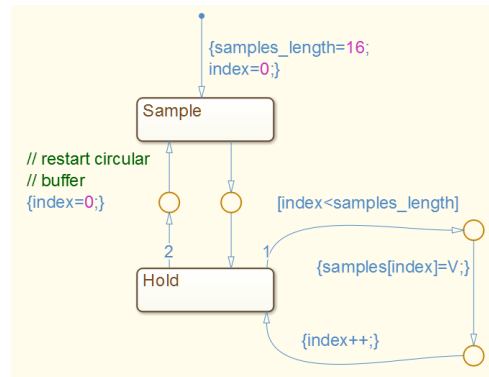 {samples_length=16;
index=0;}
Sample
// restart circular
// buffer
{index=0;}
[index<samples_length]
2
1
{samples[index]=V;}
Hold
{index++;}